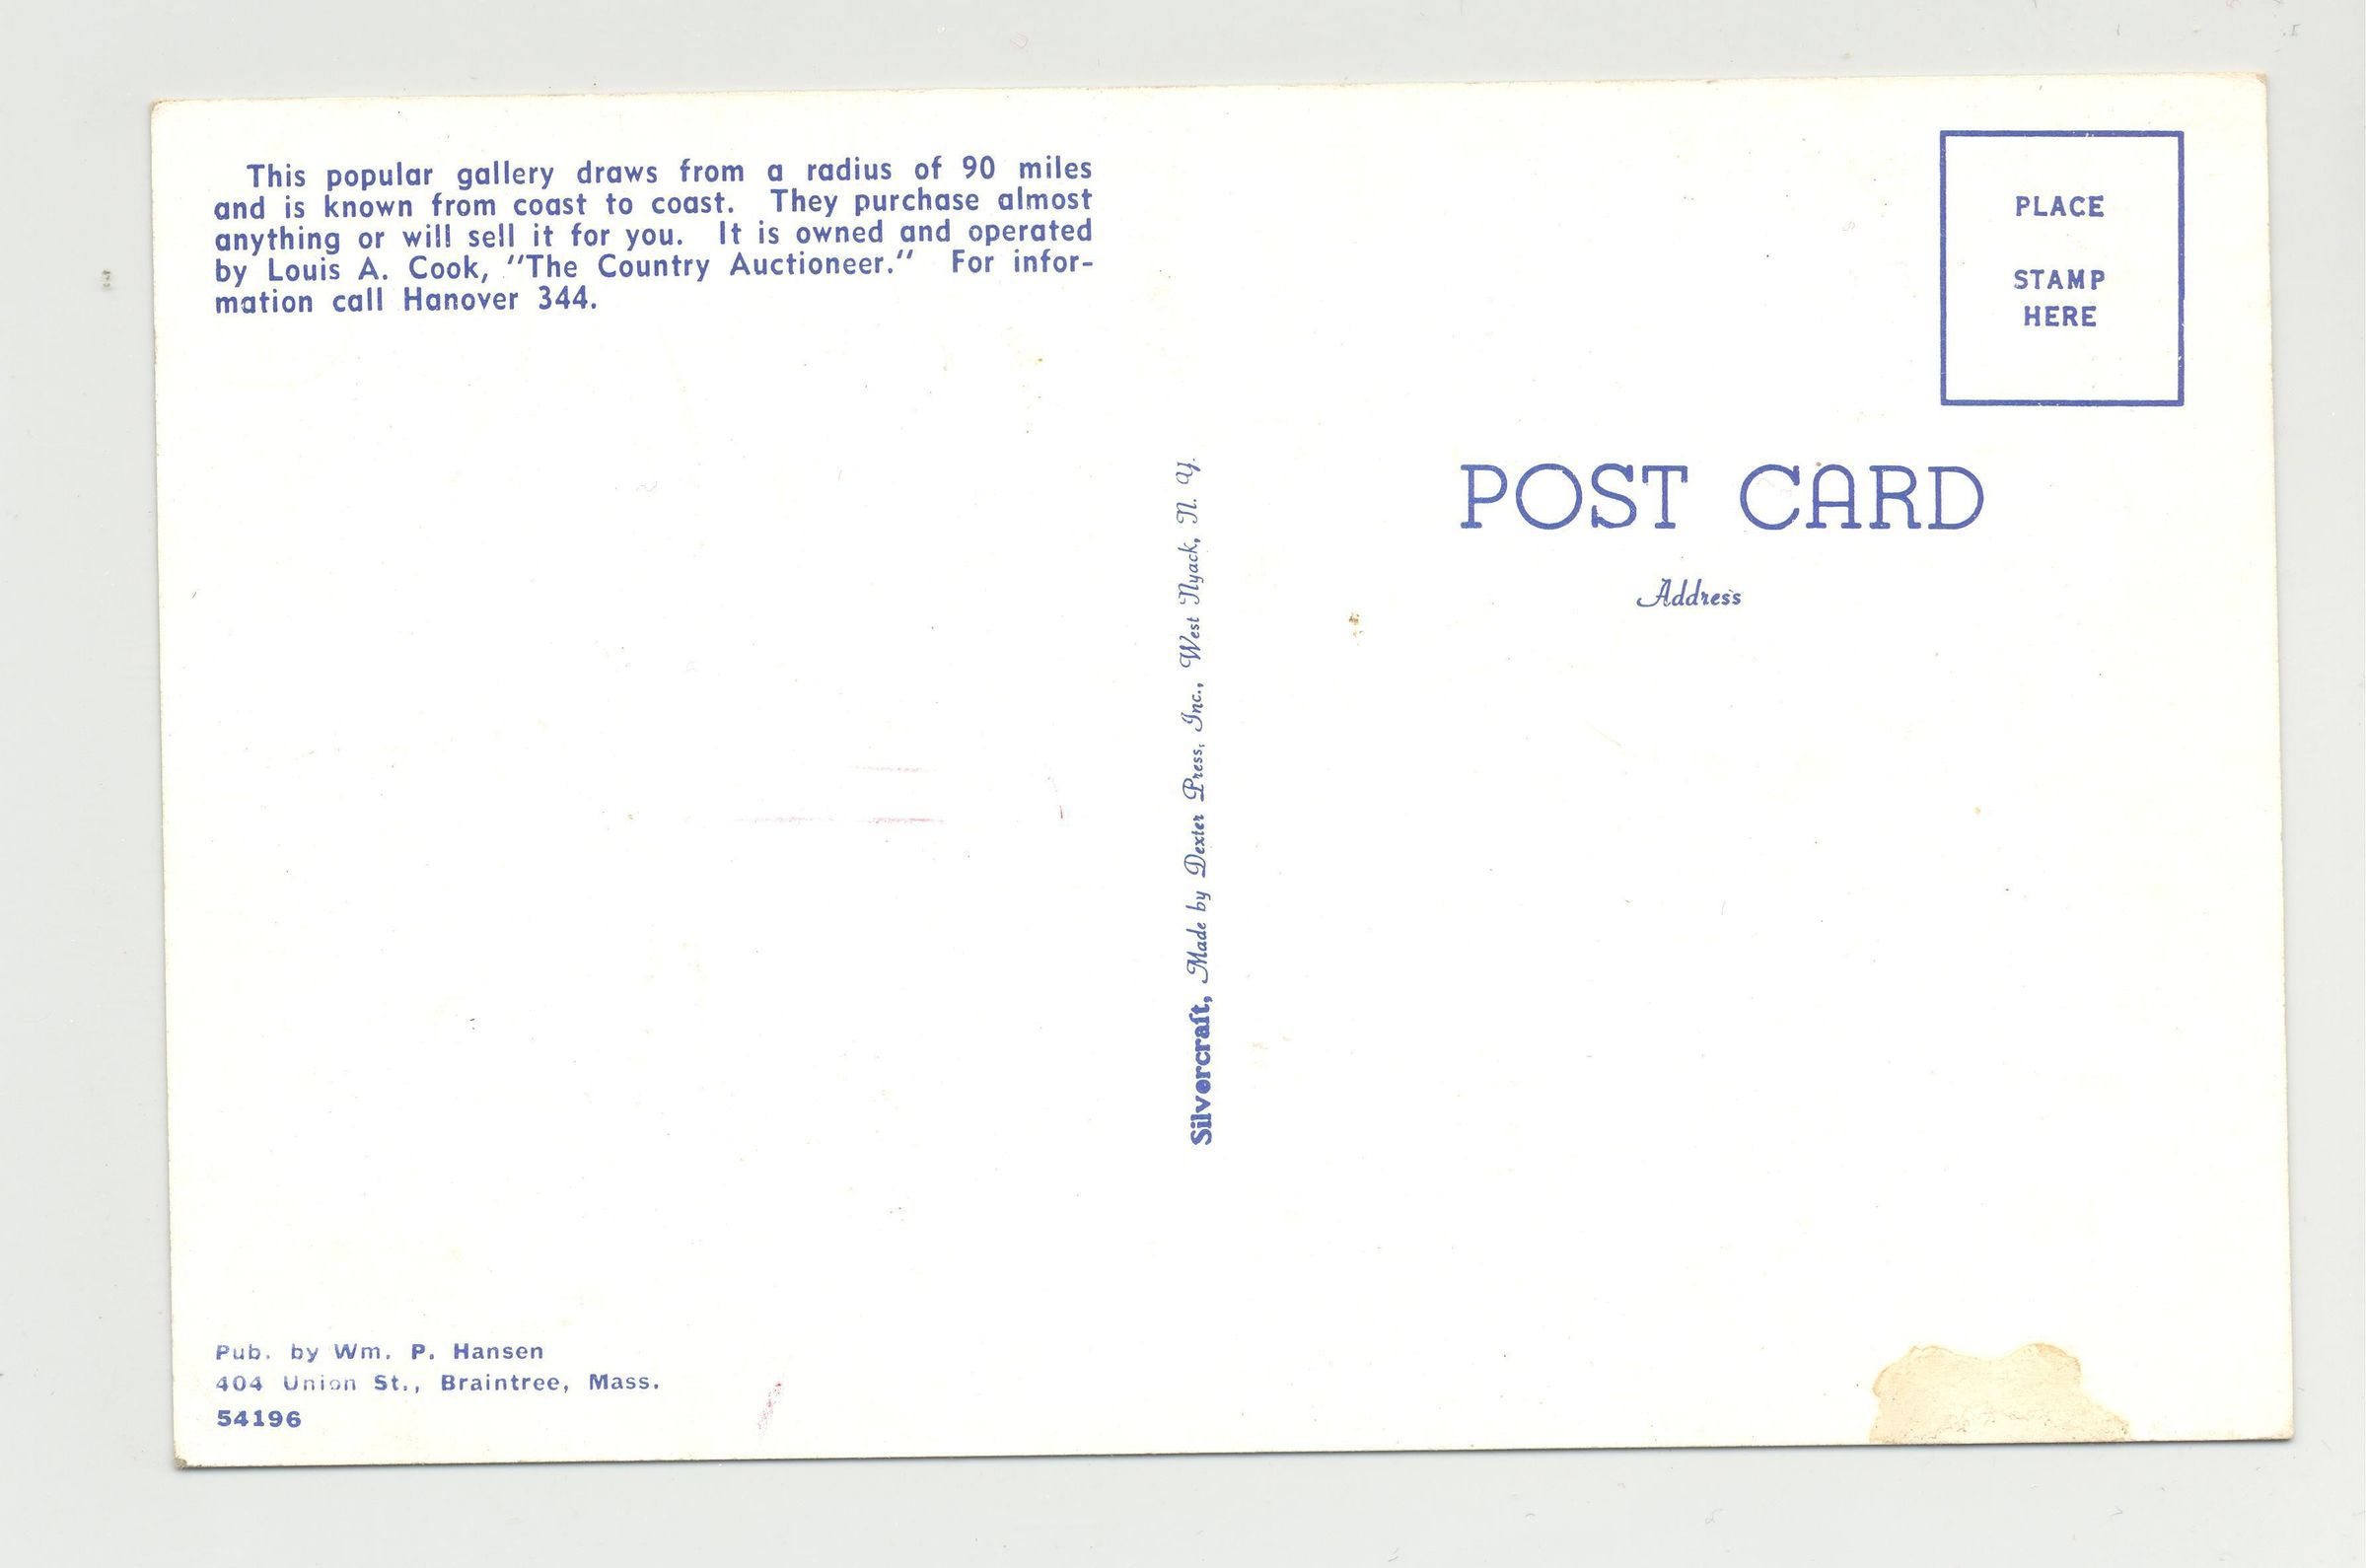 This popular gallery draws from a radius of 90 miles
and is known from coast to coast. They purchase almost
anything or will sell it for you. It is owned and operated
by Louis A. Cook, "The Country Auctioneer." For infor-
mation call Hanover 344.
Pub. by Wm. P. Hansen
404 Union St., Braintree, Mass.
54196
Silvercraft, Made by Dexter Press, Inc., West Nyack, N. Y.
PLACE
STAMP
HERE
POST CARD
Address